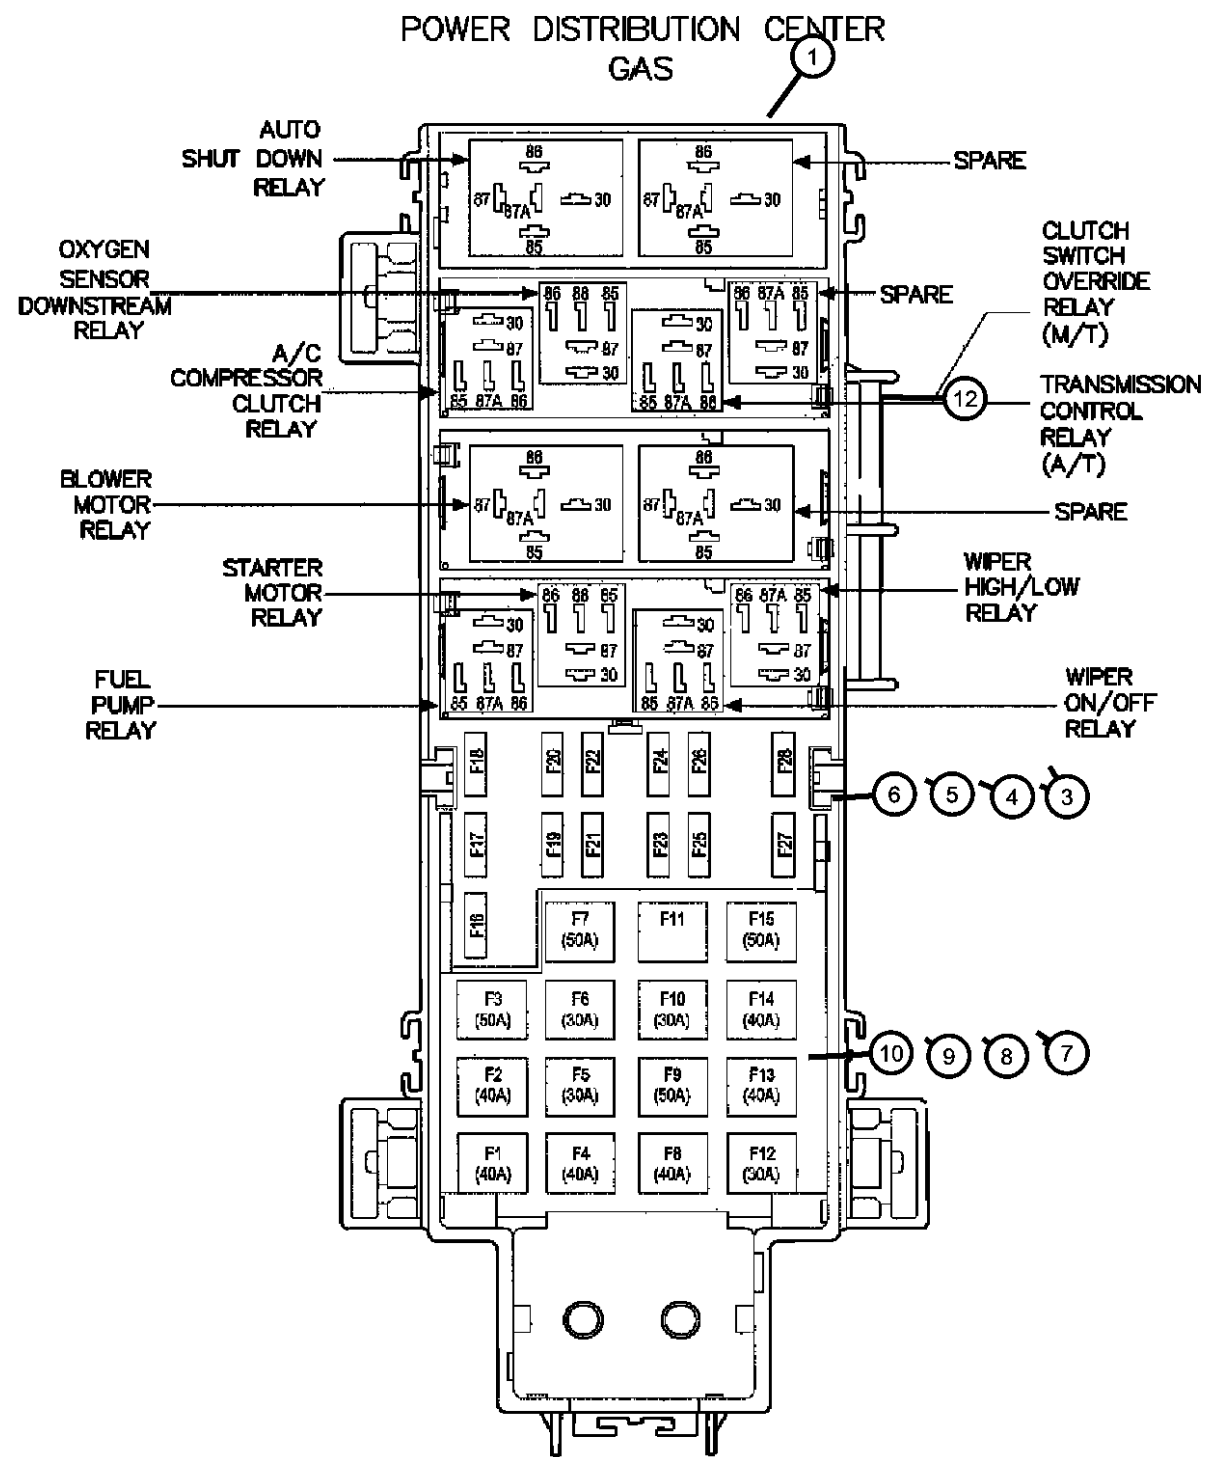 POWER DISTRIBUTION CENTER
GAS
1
AUTO
SHUT DOWN
RELAY
SPARE
86
87
87A
30
85
86
87
87A
30
85
OXYGEN
SENSOR
DOWNSTREAM
RELAY
CLUTCH
SWITCH
OVERRIDE
RELAY
(M/T)
SPARE
86 88 85
87
30
86 87A 85
87
30
A/C
COMPRESSOR
CLUTCH
RELAY
30
87
85 87A 86
30
87
85 87A 86
12
TRANSMISSION
CONTROL
RELAY
(A/T)
BLOWER
MOTOR
RELAY
86
87
87A
30
85
86
87
87A
30
85
SPARE
STARTER
MOTOR
RELAY
86 88 85
87
30
86 87A 85
87
30
WIPER
HIGH/LOW
RELAY
FUEL
PUMP
RELAY
30
87
85 87A 86
30
87
85 87A 86
WIPER
ON/OFF
RELAY
F18 F20 F22 F24 F26 F28
6 5 4 3
F17 F19 F21 F23 F25 F27
F16
F7 F11 F15
(50A) (50A)
F3 F6 F10 F14
(50A) (30A) (30A) (40A)
10 9 8 7
F2 F5 F9 F13
(40A) (30A) (50A) (40A)
F1 F4 F8 F12
(40A) (40A) (40A) (30A)